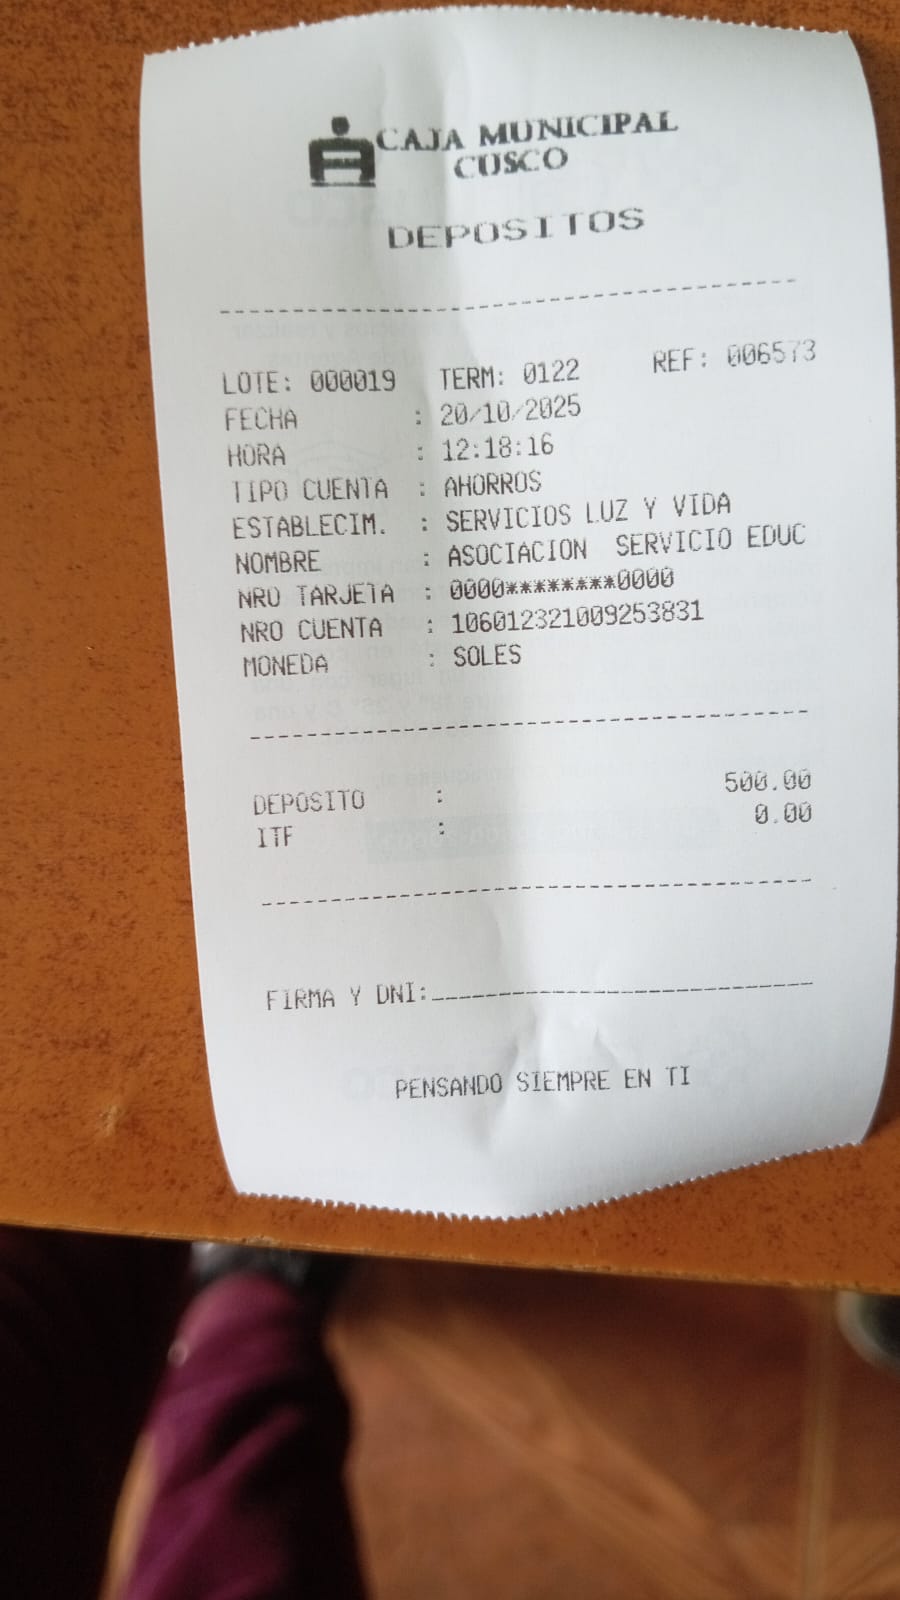 CAJA MUNICIPAL
CUSCO
DEPOSITOS
LOTE: 000019 TERM: 0122 REF: 006573
FECHA : 20/10/2025
HORA : 12:18:16
TIPO CUENTA : AHORROS
ESTABLECIM. : SERVICIOS LUZ Y VIDA
NOMBRE : ASOCIACION SERVICIO EDUC
NRO TARJETA : 0000********0000
NRO CUENTA : 106012321009253831
MONEDA : SOLES
DEPOSITO : 500.00
ITF : 0.00
FIRMA Y DNI:
PENSANDO SIEMPRE EN TI